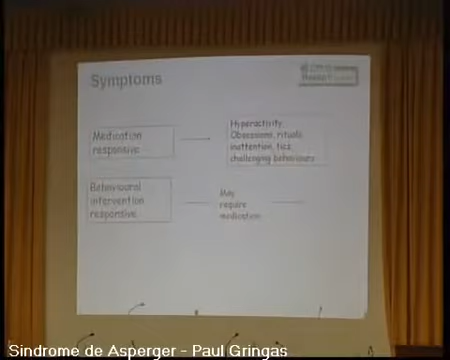 Symptoms
Medication
responsive
Hyperactivity
Obsessions, rituals
inattention, tics
challenging behaviours
Behavioural
intervention
responsive
May
require
medication
Sindrome de Asperger - Paul Gringas